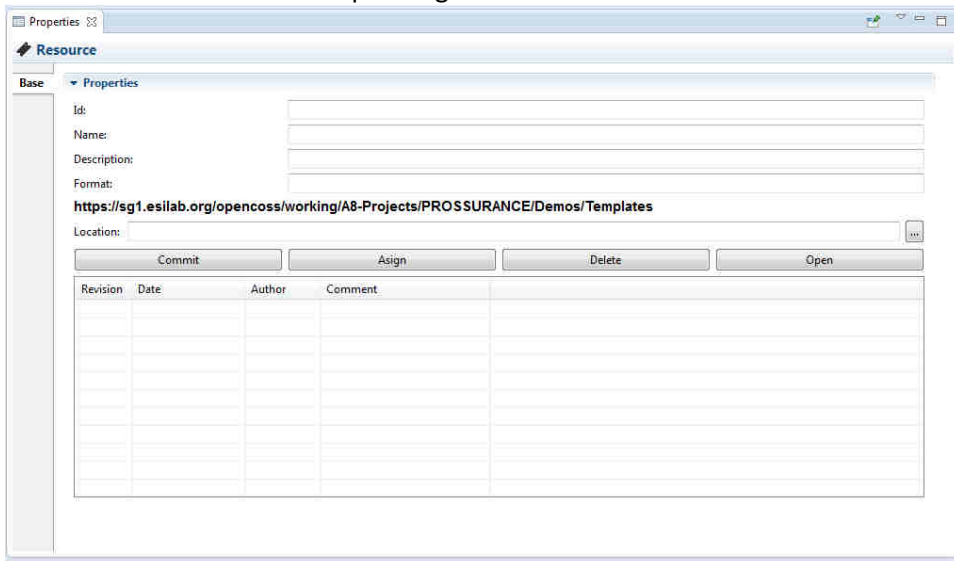 Properties
Resource
Base
Properties
Id:
Name:
Description:
Format:
https://sg1.esilab.org/opencoss/working/A8-Projects/PROSSURANCE/Demos/Templates
Location: ...
Commit Asign Delete Open
Revision Date Author Comment